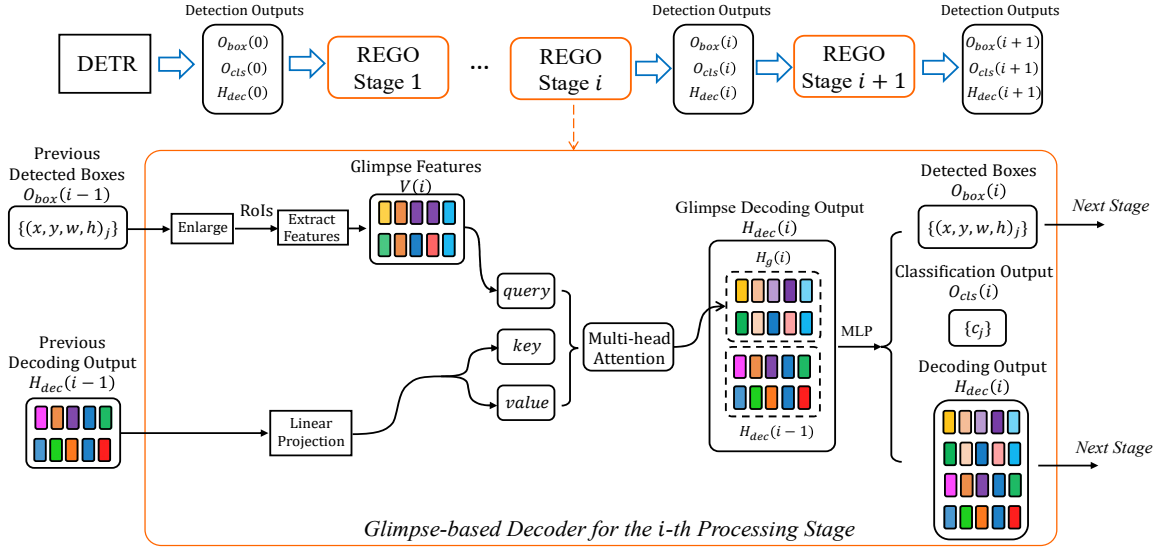 Detection Outputs
Detection Outputs
Detection Outputs
DETR
O_box(0)
O_cls(0)
H_dec(0)
REGO
Stage 1
...
REGO
Stage i
O_box(i)
O_cls(i)
H_dec(i)
REGO
Stage i + 1
O_box(i + 1)
O_cls(i+1)
H_dec(i+1)
Previous
Detected Boxes
O_box(i−1)
{(x, y, w, h)_j}
Enlarge
RoIs
Extract
Features
Glimpse Features
V(i)
query
key
value
Previous
Decoding Output
H_dec(i−1)
Linear
Projection
Multi-head
Attention
Glimpse Decoding Output
H_dec(i)
H_g(i)
H_dec(i−1)
MLP
Detected Boxes
O_box(i)
{(x, y, w, h)_j}
Next Stage
Classification Output
O_cls(i)
{c_j}
Decoding Output
H_dec(i)
Next Stage
Glimpse-based Decoder for the i-th Processing Stage